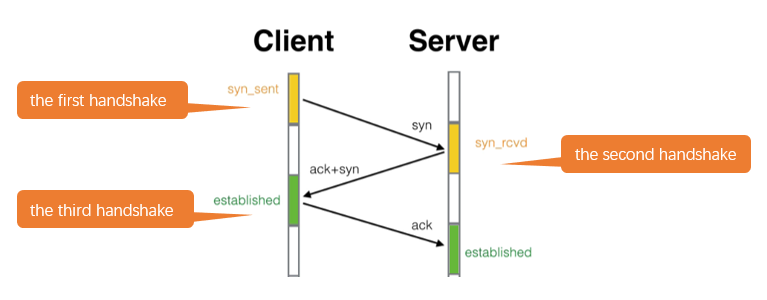 Client
Server
the first handshake
syn_sent
syn
syn_rcvd
the second handshake
ack+syn
established
the third handshake
ack
established